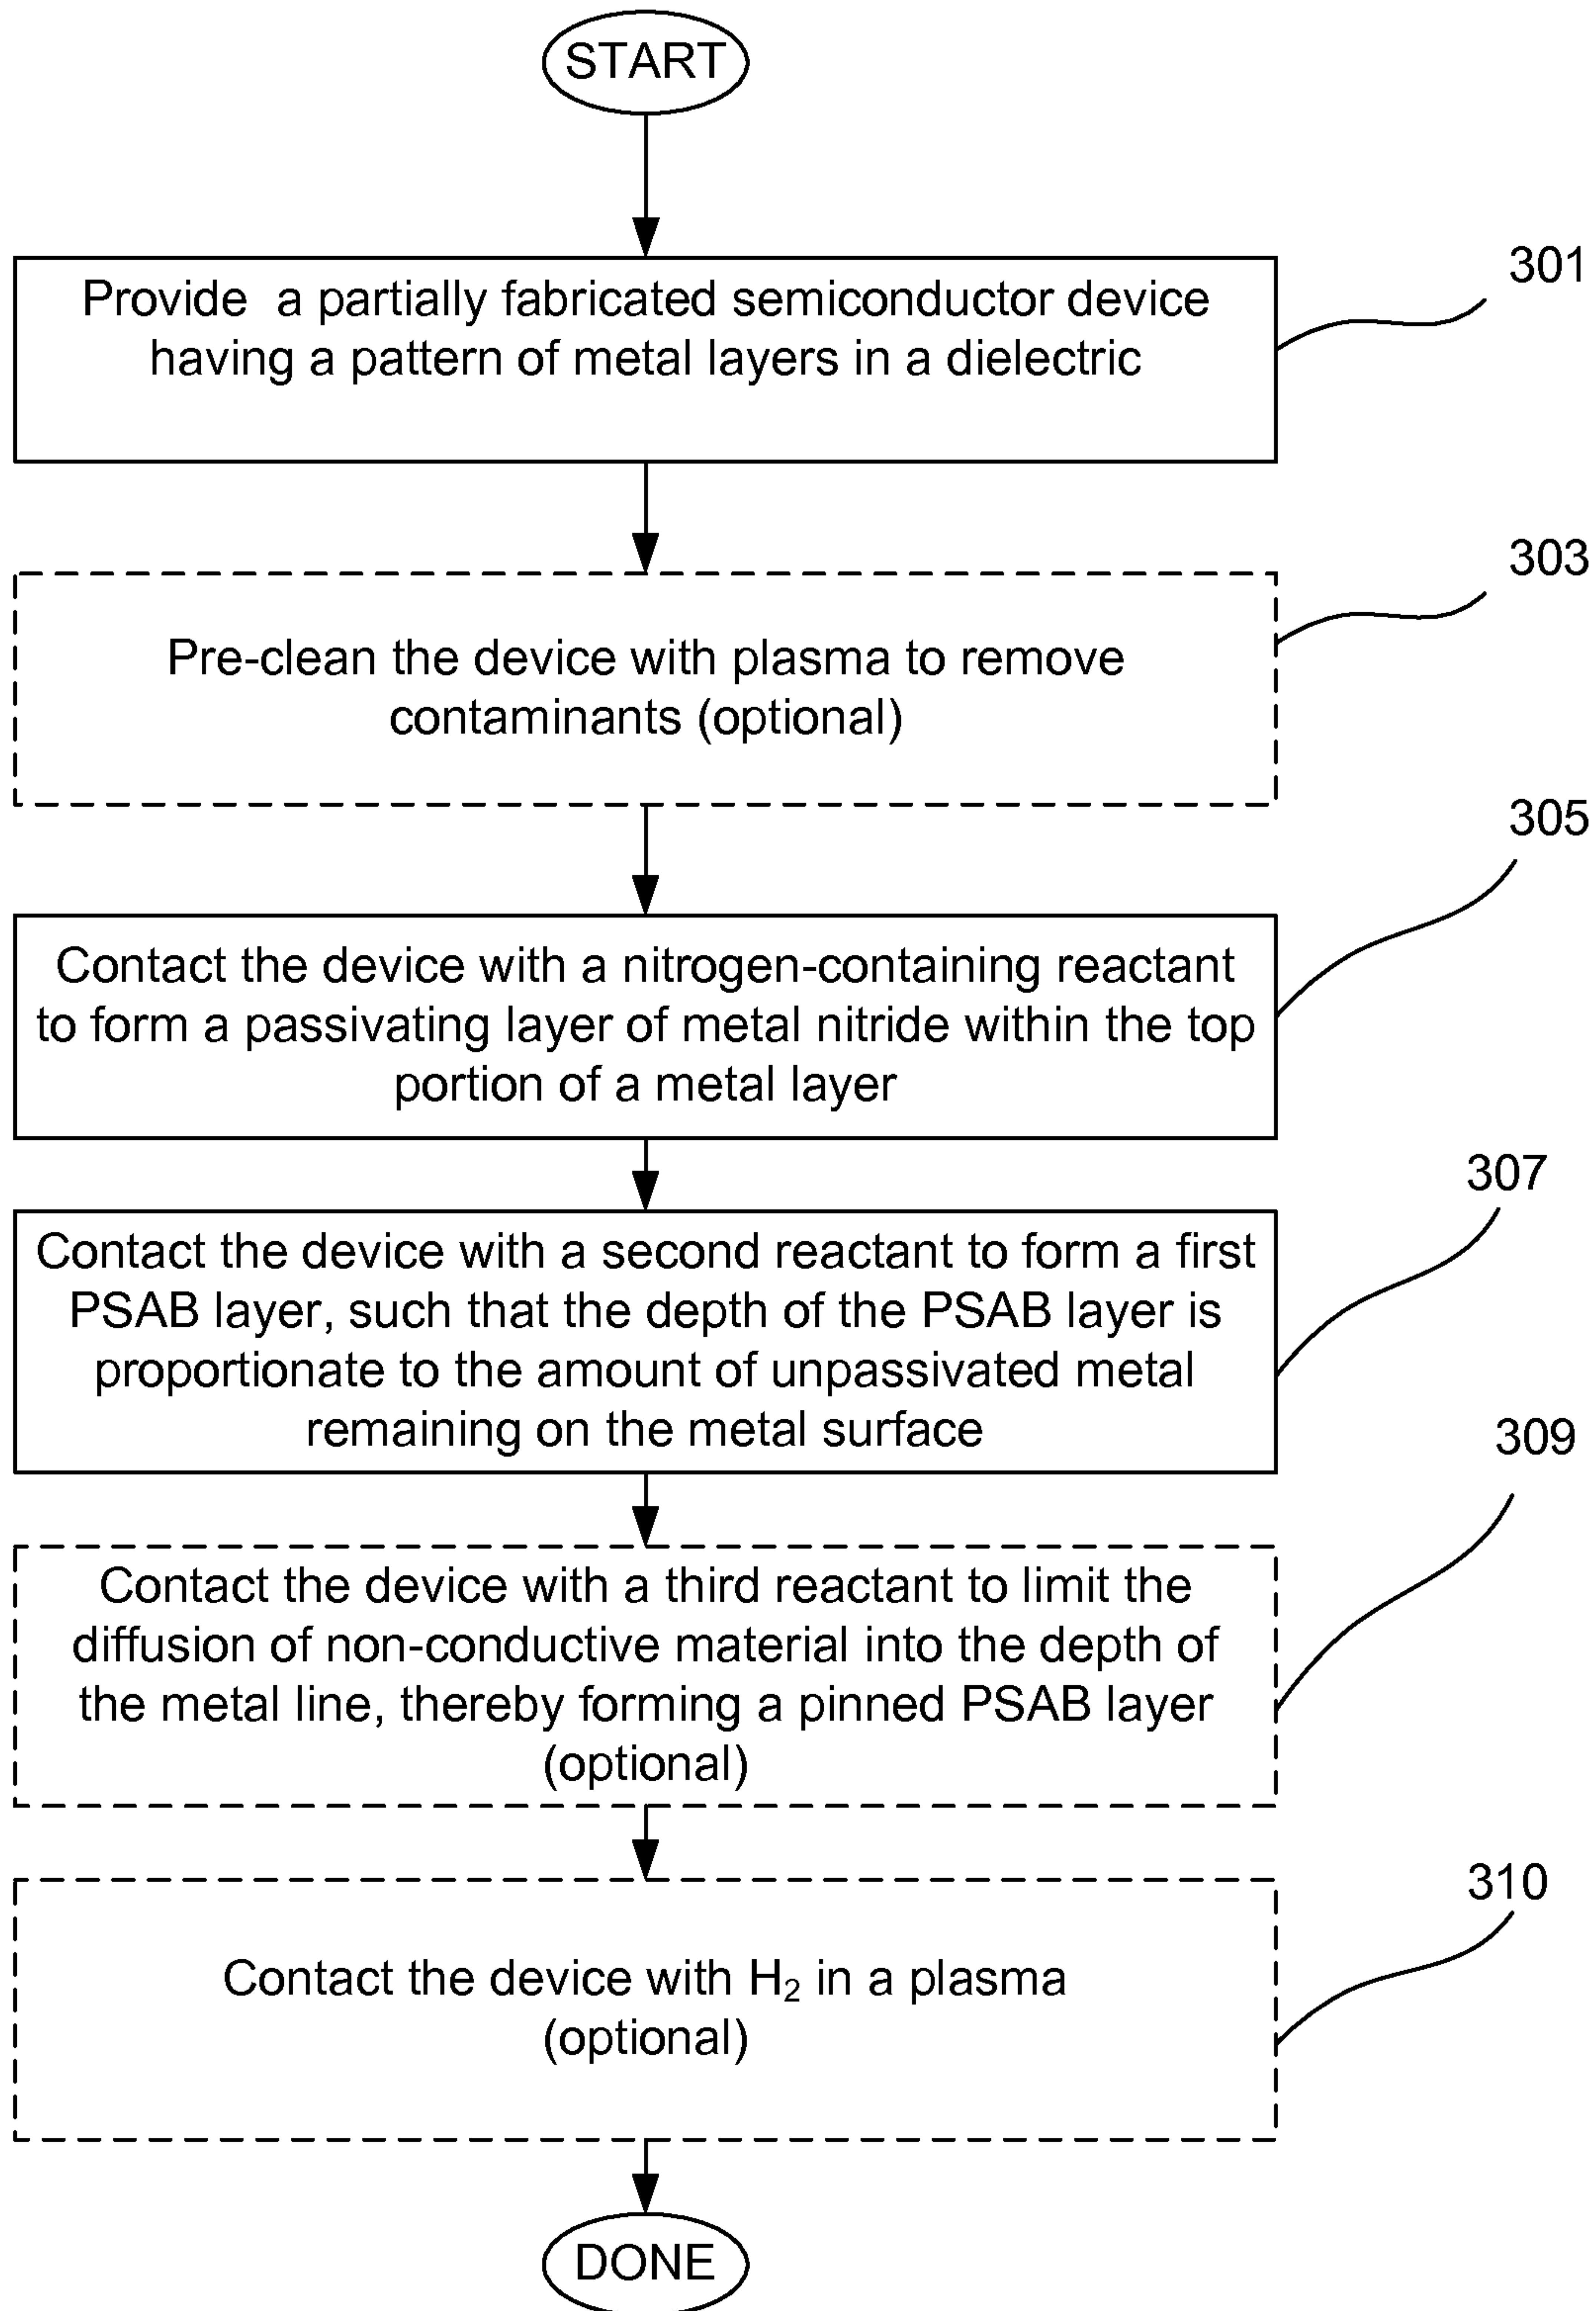 START
301
Provide a partially fabricated semiconductor device
having a pattern of metal layers in a dielectric
303
Pre-clean the device with plasma to remove
contaminants (optional)
305
Contact the device with a nitrogen-containing reactant
to form a passivating layer of metal nitride within the top
portion of a metal layer
307
Contact the device with a second reactant to form a first
PSAB layer, such that the depth of the PSAB layer is
proportionate to the amount of unpassivated metal
remaining on the metal surface
309
Contact the device with a third reactant to limit the
diffusion of non-conductive material into the depth of
the metal line, thereby forming a pinned PSAB layer
(optional)
310
Contact the device with H₂ in a plasma
(optional)
DONE